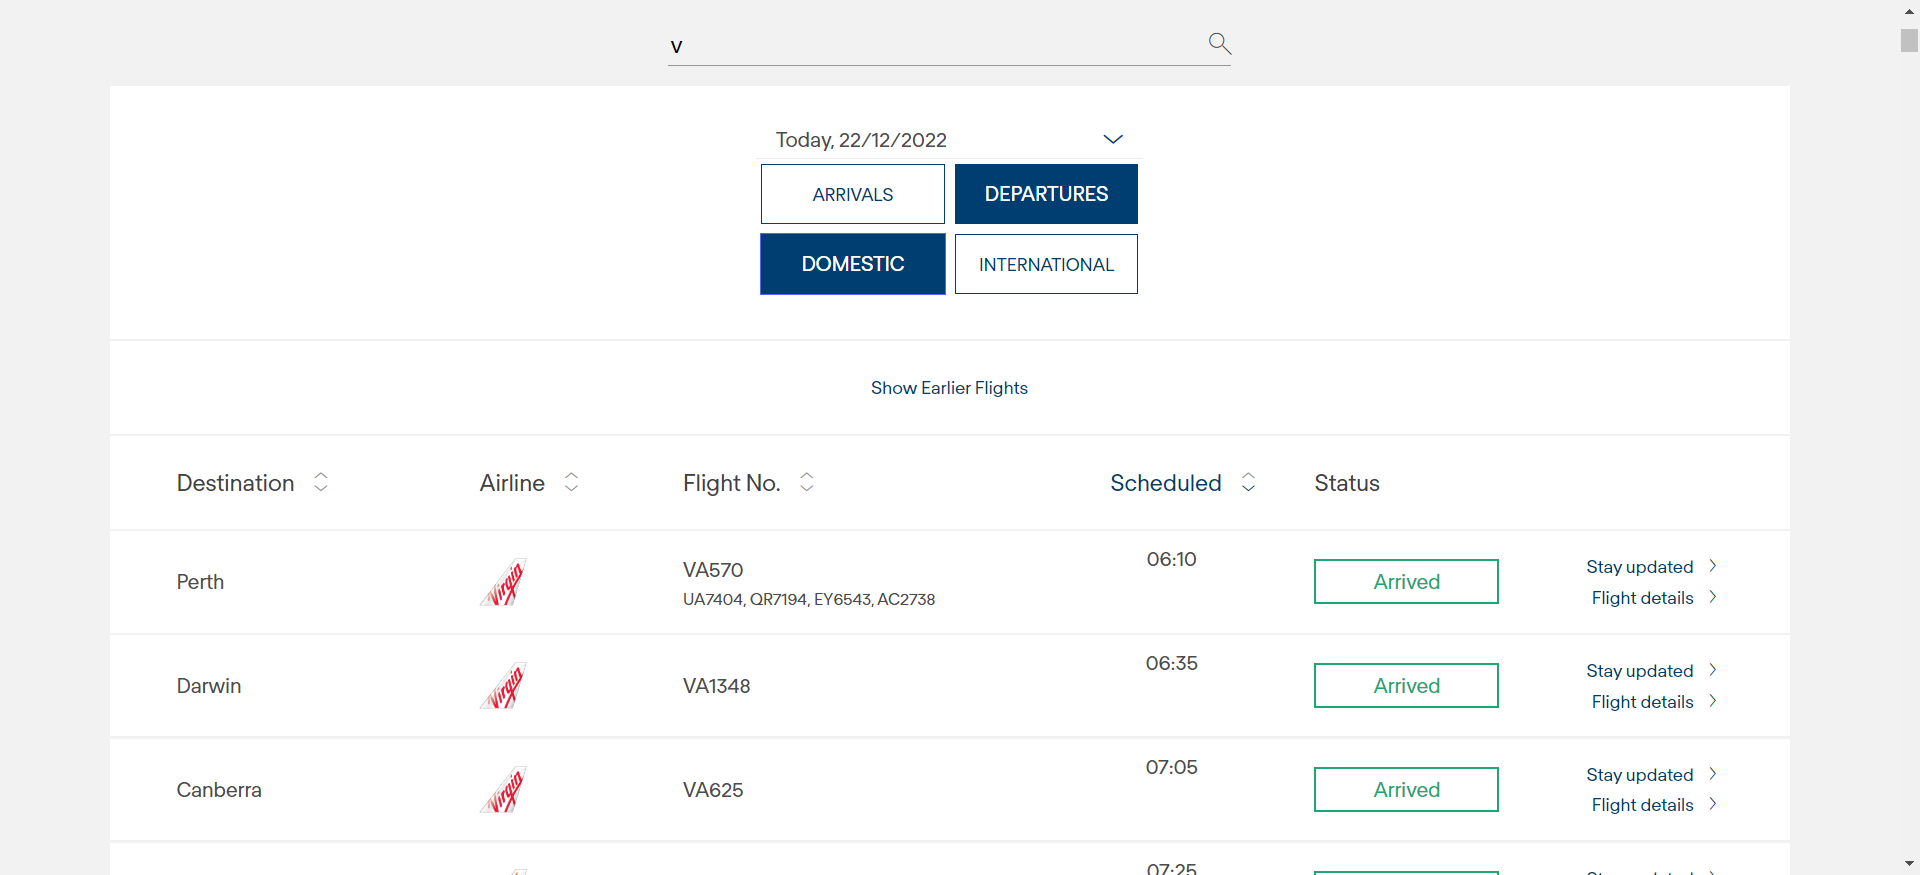 v
Today, 22/12/2022
ARRIVALS DEPARTURES
DOMESTIC INTERNATIONAL
Show Earlier Flights
Destination Airline Flight No. Scheduled Status
Perth Virgin VA570 06:10 Arrived Stay updated
UA7404, QR7194, EY6543, AC2738 Flight details
Darwin Virgin VA1348 06:35 Arrived Stay updated
Flight details
Canberra Virgin VA625 07:05 Arrived Stay updated
Flight details
07:25